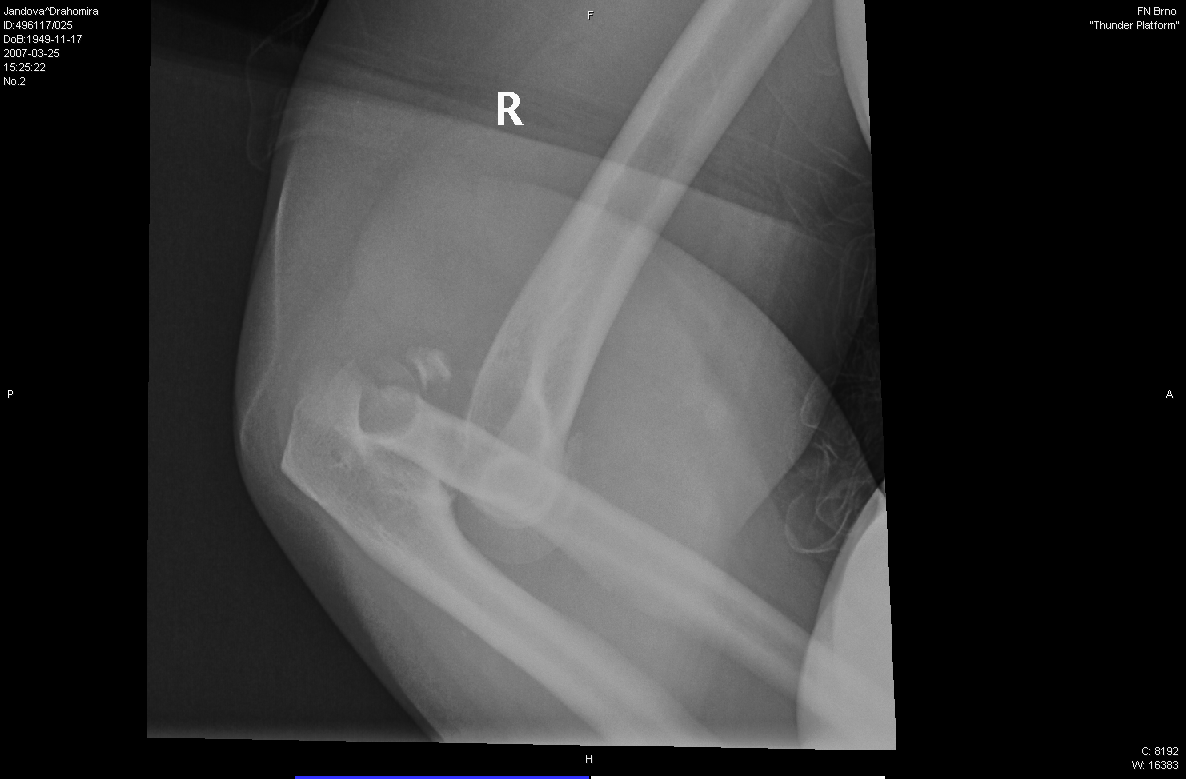 Jandova^Drahomira
ID:496117/025
DoB:1949-11-17
2007-03-25
15:25:22
No.2
F
FN Brno
"Thunder Platform"
R
P
A
H
C: 8192
W: 16383